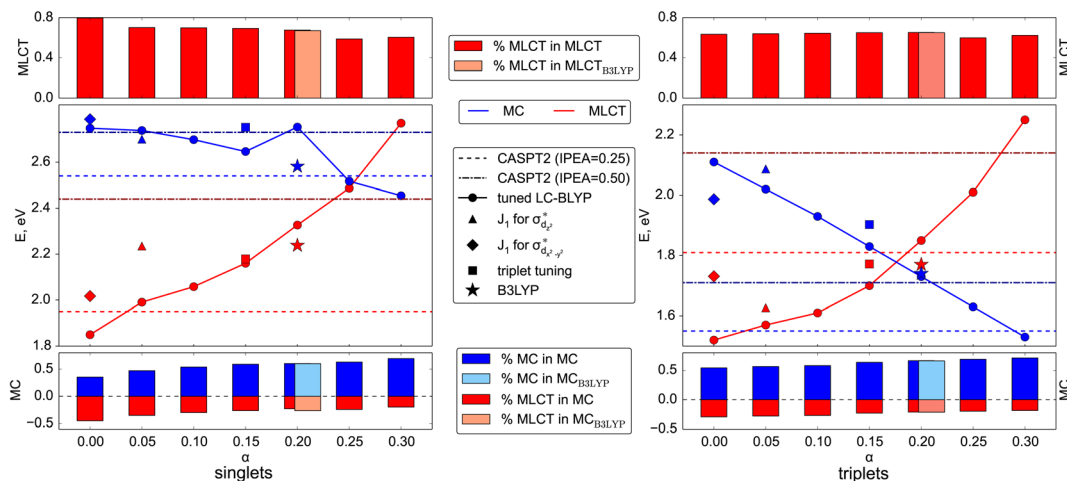 MLCT
0.8
0.4
0.0
% MLCT in MLCT
% MLCT in MLCT_B3LYP
0.8
0.4
0.0
MLCT
MC
MLCT
E, eV
2.6
2.4
2.2
2.0
1.8
CASPT2 (IPEA=0.25)
CASPT2 (IPEA=0.50)
tuned LC-BLYP
J₁ for σ*_{d_{z²}}
J₁ for σ*_{d_{x²-y²}}
triplet tuning
B3LYP
E, eV
2.2
2.0
1.8
1.6
MC
0.5
0.0
−0.5
% MC in MC
% MC in MC_B3LYP
% MLCT in MC
% MLCT in MC_B3LYP
0.5
0.0
−0.5
MC
0.00 0.05 0.10 0.15 0.20 0.25 0.30
α
singlets
0.00 0.05 0.10 0.15 0.20 0.25 0.30
α
triplets